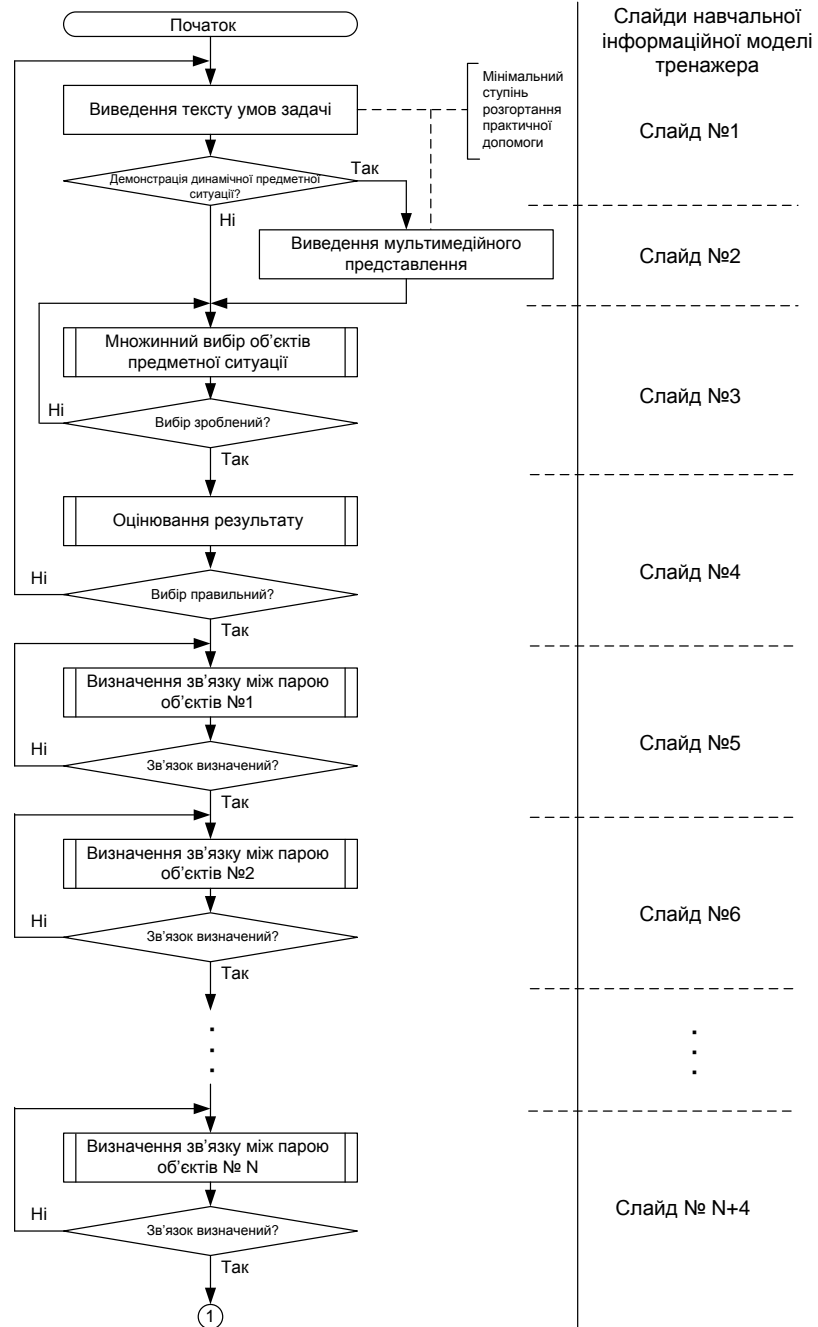 Початок
Слайди навчальної
інформаційної моделі
тренажера
Виведення тексту умов задачі
Мінімальний
ступінь
розгортання
практичної
допомоги
Слайд №1
Демонстрація динамічної предметної
ситуації?
Так
Ні
Виведення мультимедійного
представлення
Слайд №2
Множинний вибір об’єктів
предметної ситуації
Слайд №3
Ні
Вибір зроблений?
Так
Оцінювання результату
Слайд №4
Ні
Вибір правильний?
Так
Визначення зв’язку між парою
об’єктів №1
Слайд №5
Ні
Зв’язок визначений?
Так
Визначення зв’язку між парою
об’єктів №2
Слайд №6
Ні
Зв’язок визначений?
Так
Визначення зв’язку між парою
об’єктів № N
Слайд № N+4
Ні
Зв’язок визначений?
Так
1